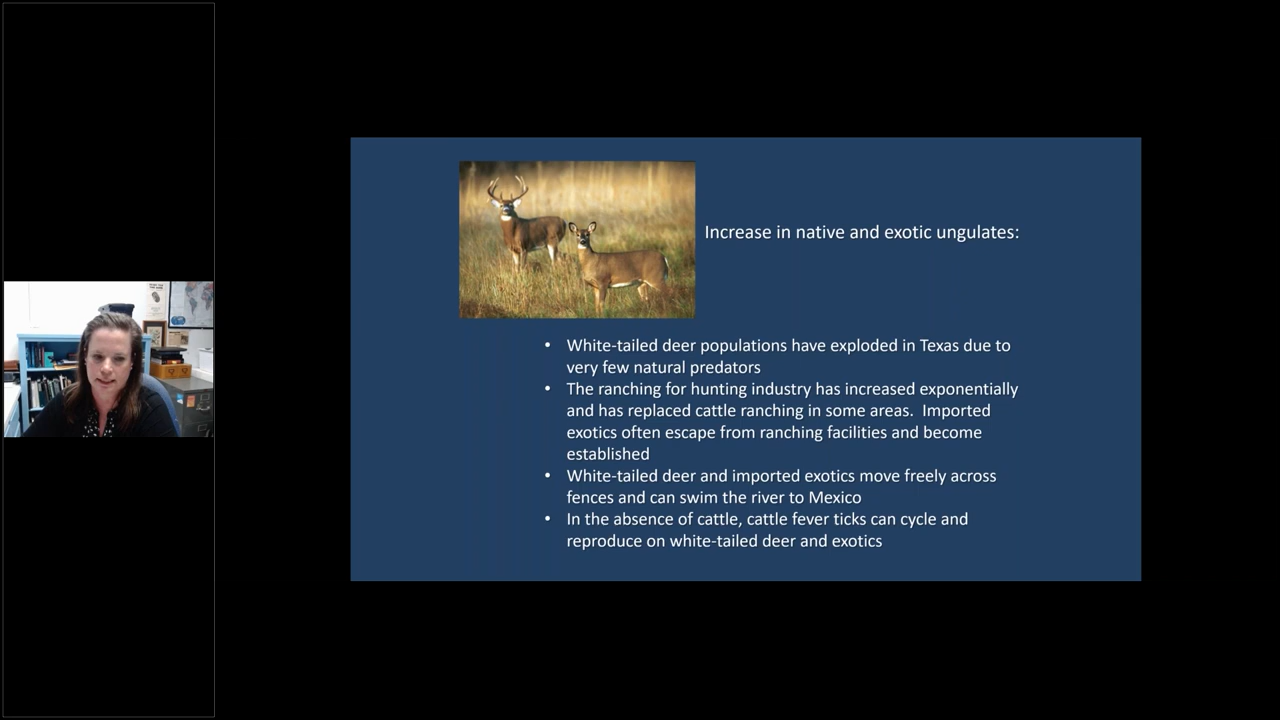 Increase in native and exotic ungulates:
• White-tailed deer populations have exploded in Texas due to
very few natural predators
• The ranching for hunting industry has increased exponentially
and has replaced cattle ranching in some areas.  Imported
exotics often escape from ranching facilities and become
established
• White-tailed deer and imported exotics move freely across
fences and can swim the river to Mexico
• In the absence of cattle, cattle fever ticks can cycle and
reproduce on white-tailed deer and exotics